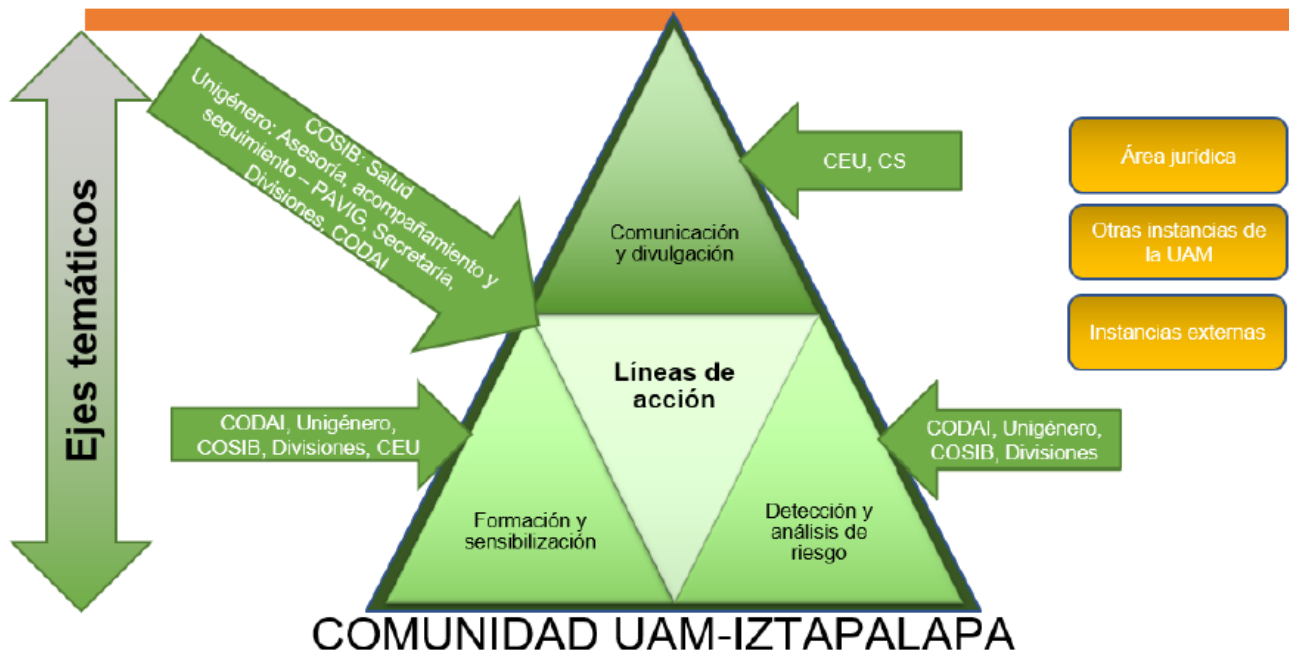 Ejes temáticos
COSIB: Salud
Unigénero: Asesoría, acompañamiento y
seguimiento – PAVIG, Secretaría,
Divisiones, CODAI
CEU, CS
Comunicación
y divulgación
Área jurídica
Otras instancias de
la UAM
Instancias externas
Líneas de
acción
CODAI, Unigénero,
COSIB, Divisiones, CEU
CODAI, Unigénero,
COSIB, Divisiones
Formación y
sensibilización
Detección y
análisis de
riesgo
COMUNIDAD UAM-IZTAPALAPA